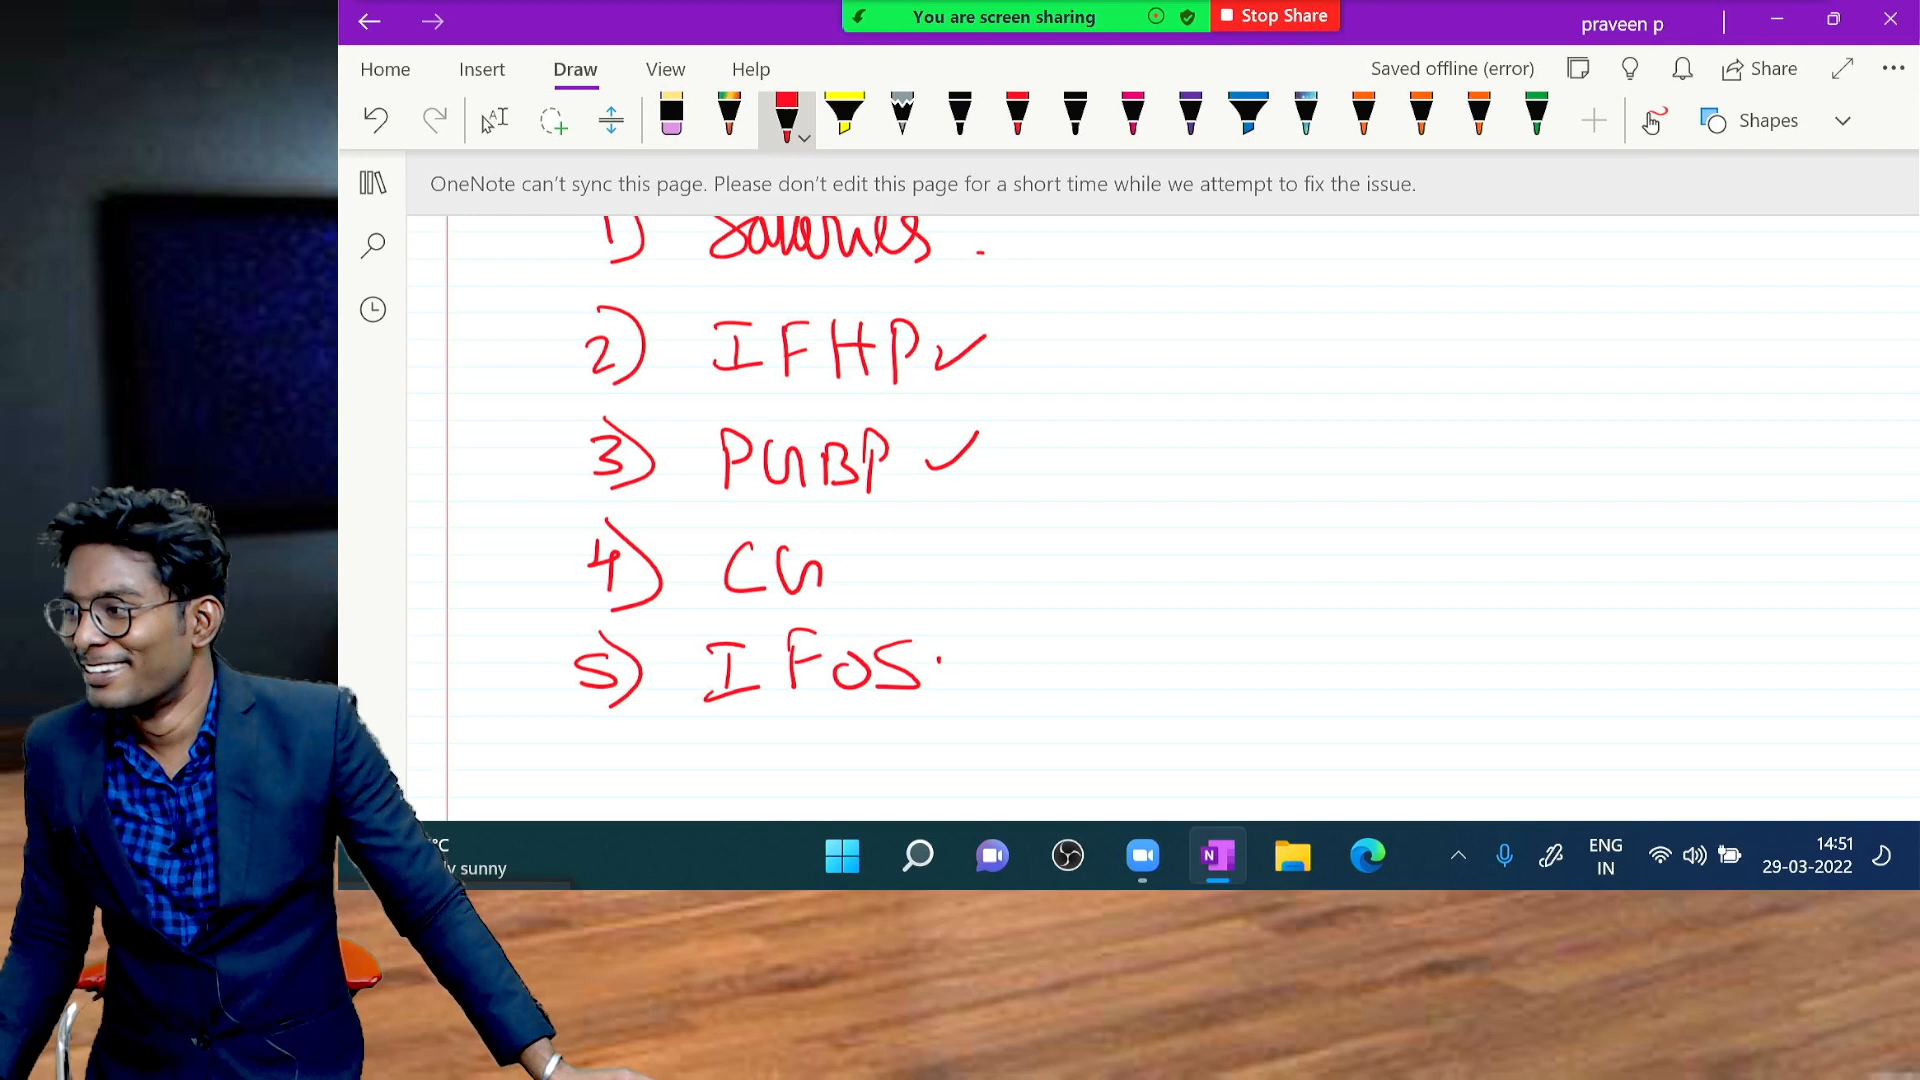 praveen p
You are screen sharing
Stop Share
Home Insert Draw View Help
Saved offline (error) Share
Shapes
OneNote can't sync this page. Please don't edit this page for a short time while we attempt to fix the issue.
1) Salaries .
2) IFHP ✓
3) PGBP ✓
4) CG
5) IFOS .
°C
y sunny
ENG
IN
14:51
29-03-2022